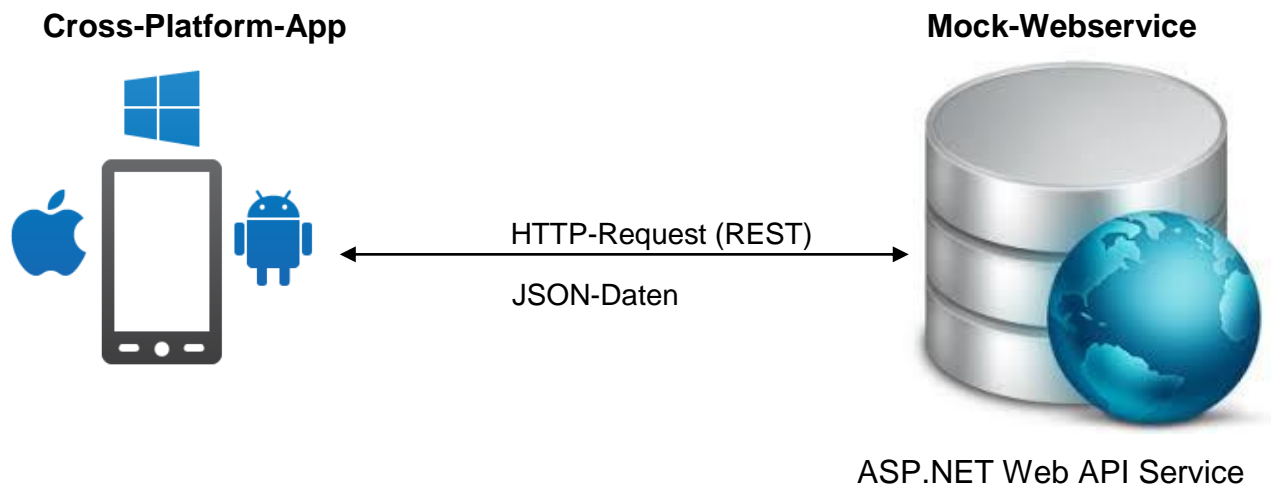 Cross-Platform-App
Mock-Webservice
HTTP-Request (REST)
JSON-Daten
ASP.NET Web API Service